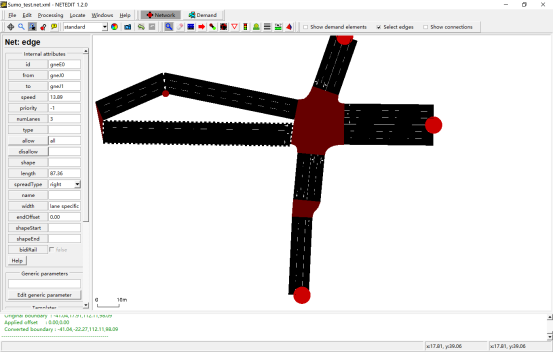 Sumo_test.net.xml - NETEDIT 1.2.0
File Edit Processing Locate Windows Help Network Demand
standard Show demand elements Select edges Show connections
Net: edge
Internal attributes
id gneE0
from gneJ0
to gneJ1
speed 13.89
priority -1
numLanes 3
type
allow all
disallow
shape
length 87.36
spreadType right
name
width lane specific
endOffset 0.00
shapeStart
shapeEnd
bidiRail false
Help
Generic parameters
Edit generic parameter
Templates
0 10m
Original boundary : -41.04,11.91,112.11,98.09
Applied offset : 0.00,0.00
Converted boundary : -41.04,-22.27,112.11,98.09
x:17.81, y:39.06 x:17.81, y:39.06